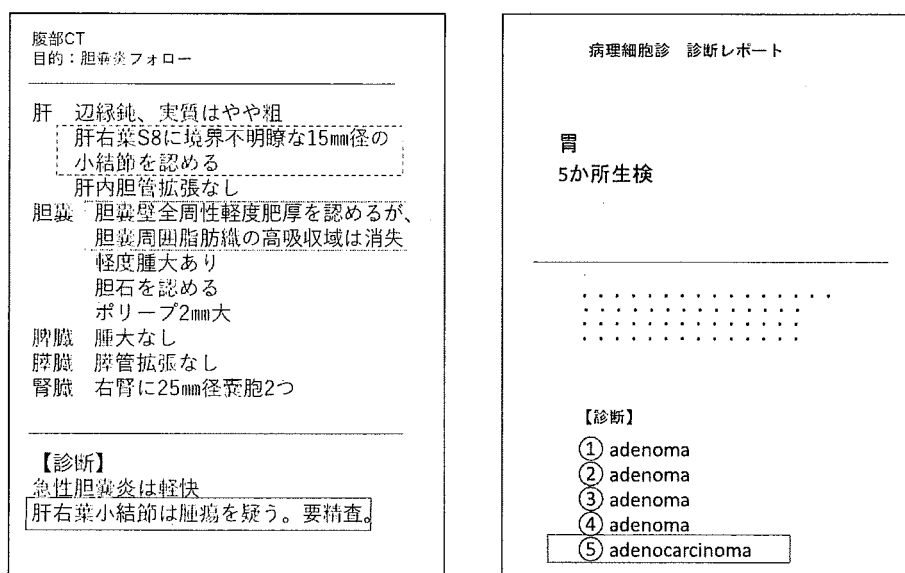 腹部CT
目的：胆嚢炎フォロー
肝　辺縁鈍、実質はやや粗
肝右葉S8に境界不明瞭な15㎜径の
小結節を認める
肝内胆管拡張なし
胆嚢　胆嚢壁全周性軽度肥厚を認めるが、
胆嚢周囲脂肪織の高吸収域は消失
軽度腫大あり
胆石を認める
ポリープ2㎜大
脾臓　腫大なし
膵臓　膵管拡張なし
腎臓　右腎に25㎜径嚢胞2つ
【診断】
急性胆嚢炎は軽快
肝右葉小結節は腫瘍を疑う。要精査。
病理細胞診　診断レポート
胃
5か所生検
【診断】
① adenoma
② adenoma
③ adenoma
④ adenoma
⑤ adenocarcinoma